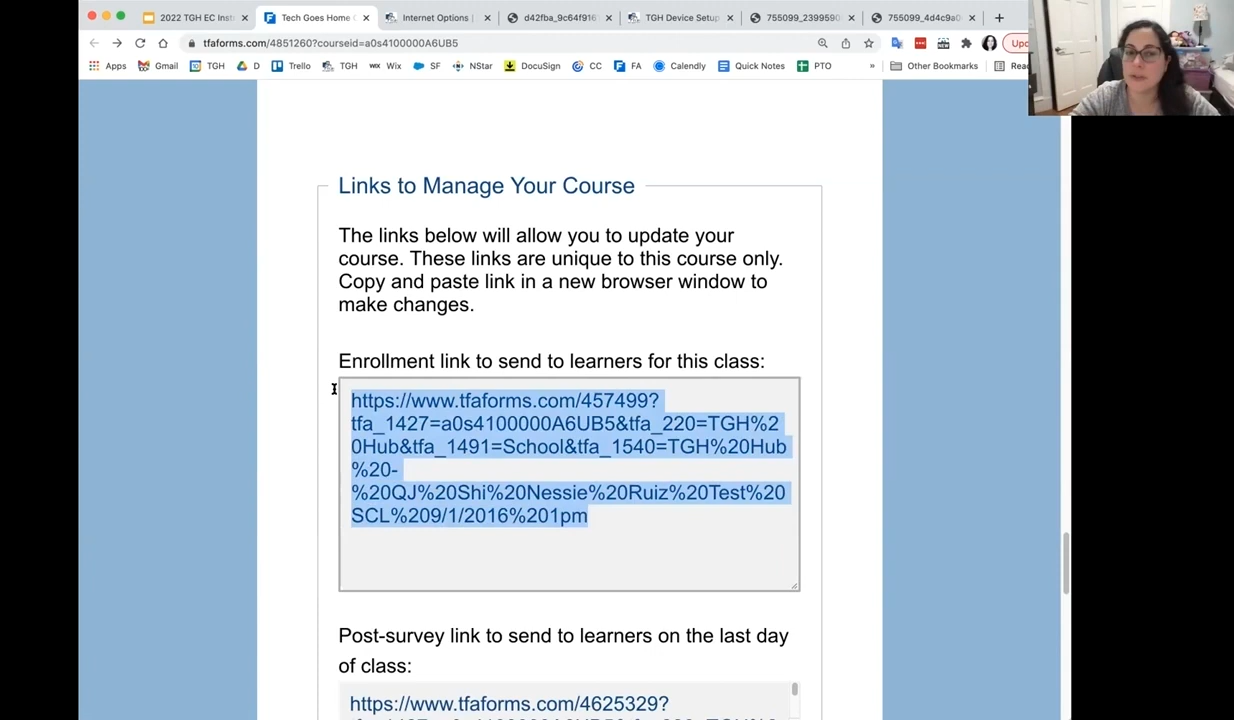 2022 TGH EC Inst
Tech Goes Home
Internet Options |
d42fba_9c64f916
TGH Device Setup
755099_2399590
755099_4d4c9a0
tfaforms.com/4851260?courseid=a0s4100000A6UB5
Apps Gmail TGH D Trello TGH WIX Wix SF NStar DocuSign CC FA Calendly Quick Notes PTO » Other Bookmarks
Links to Manage Your Course
The links below will allow you to update your
course. These links are unique to this course only.
Copy and paste link in a new browser window to
make changes.
Enrollment link to send to learners for this class:
https://www.tfaforms.com/457499?
tfa_1427=a0s4100000A6UB5&tfa_220=TGH%2
0Hub&tfa_1491=School&tfa_1540=TGH%20Hub
%20-
%20QJ%20Shi%20Nessie%20Ruiz%20Test%20
SCL%209/1/2016%201pm
Post-survey link to send to learners on the last day
of class:
https://www.tfaforms.com/4625329?